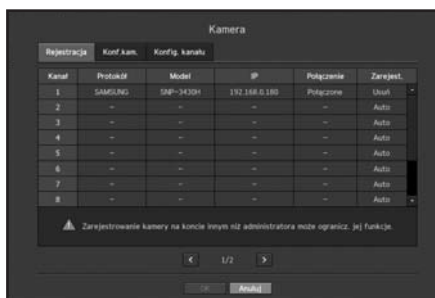 Kamera
Rejestracja Konf.kam. Konfig. kanału
Kanał Protokół Model IP Połączenie Zarejest.
1 SAMSUNG SNP-3430H 192.168.0.180 Połączone Usuń
2 - - - - Auto
3 - - - - Auto
4 - - - - Auto
5 - - - - Auto
6 - - - - Auto
7 - - - - Auto
8 - - - - Auto
Zarejestrowanie kamery na koncie innym niż administratora może ogranicz. jej funkcje.
< 1/2 >
OK Anuluj